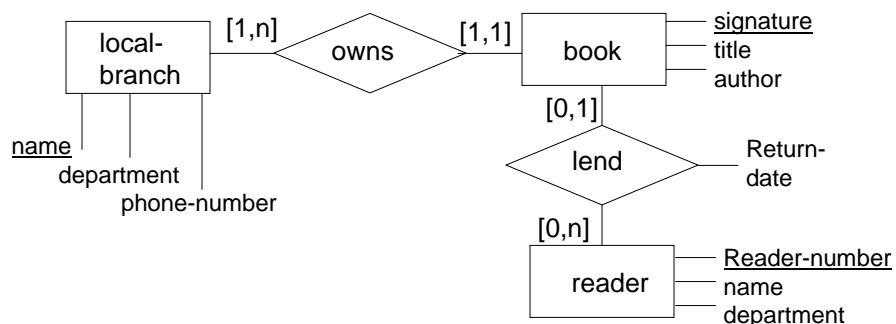 local-
branch
[1,n]
owns
[1,1]
book
signature
title
author
name
department
phone-number
[0,1]
lend
Return-
date
[0,n]
reader
Reader-number
name
department